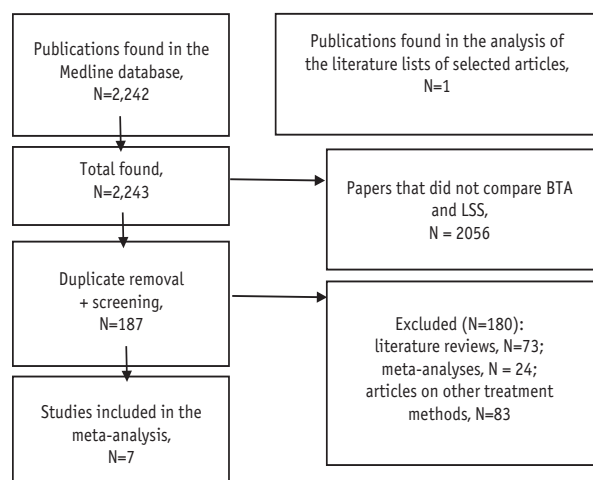 Publications found in the
Medline database,
N=2,242
Publications found in the analysis of
the literature lists of selected articles,
N=1
Total found,
N=2,243
Papers that did not compare BTA
and LSS,
N = 2056
Duplicate removal
+ screening,
N=187
Excluded (N=180):
literature reviews, N=73;
meta-analyses, N = 24;
articles on other treatment
methods, N=83
Studies included in the
meta-analysis,
N=7